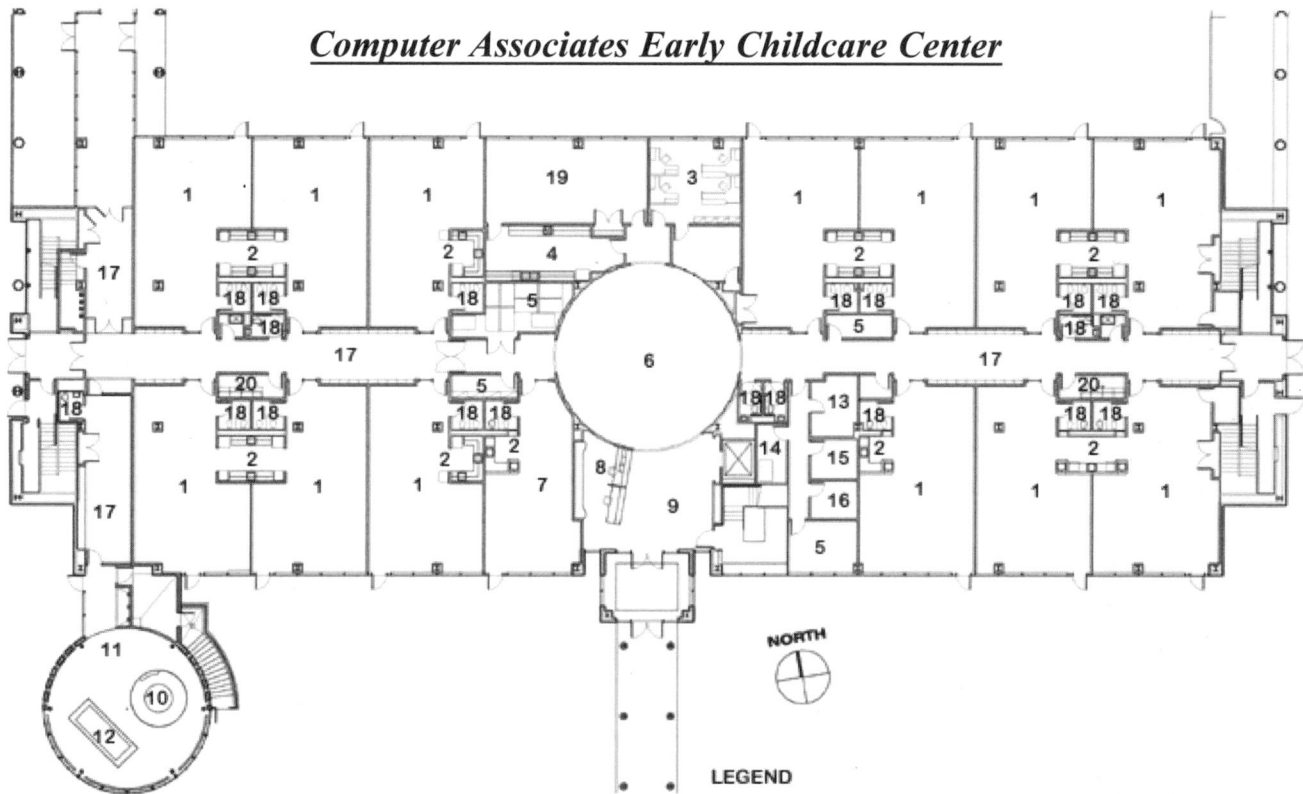 Computer Associates Early Childcare Center
1 1 1 19 3 1 1 1 1
2 2 4 2 2
17
18 18 18 5 18 18 18 18
18 5 18
17 6 17
20 5 20
18 18 18 18 18 18 18 13 18 18 18
2 2 2 8 14 15 2 2
1 1 1 7 9 16 1 1 1
17 5
NORTH
11
10
12
LEGEND